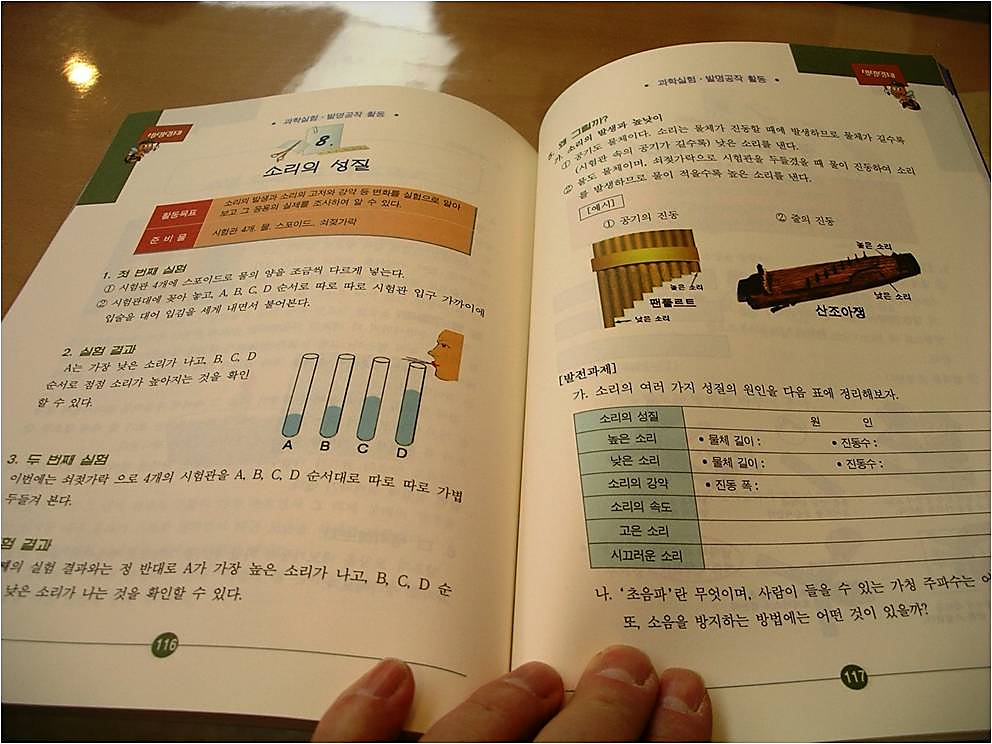 • 과학실험 · 발명공작 활동 •
8.
소리의 성질
활동목표
소리의 발생과 소리의 고저와 강약 등 변화를 실험으로 알아
보고 그 응용의 실제를 조사하여 알 수 있다.
준 비 물
시험관 4개, 물, 스포이드, 쇠젓가락
1. 첫 번째 실험
① 시험관 4개에 스포이드로 물의 양을 조금씩 다르게 넣는다.
② 시험관대에 꽂아 놓고, A, B, C, D 순서로 따로 따로 시험관 입구 가까이에
입술을 대어 입김을 세게 내면서 불어본다.
2. 실험 결과
A는 가장 낮은 소리가 나고, B, C, D
순서로 점점 소리가 높아지는 것을 확인
할 수 있다.
A B C D
3. 두 번째 실험
이번에는 쇠젓가락 으로 4개의 시험관을 A, B, C, D 순서대로 따로 따로 가볍
두들겨 본다.
험 결과
의 실험 결과와는 정 반대로 A가 가장 높은 소리가 나고, B, C, D 순
낮은 소리가 나는 것을 확인할 수 있다.
116
• 과학실험 · 발명공작 활동 •
왜 그럴까?
가. 소리의 발생과 높낮이
① 공기도 물체이다. 소리는 물체가 진동할 때에 발생하므로 물체가 길수록
(시험관 속의 공기가 길수록) 낮은 소리를 낸다.
② 물도 물체이며, 쇠젓가락으로 시험관을 두들겼을 때 물이 진동하여 소리
를 발생하므로 물이 적을수록 높은 소리를 낸다.
[예시]
① 공기의 진동
② 줄의 진동
높은 소리
팬플르트
낮은 소리
높은 소리
낮은 소리
산조아쟁
[발전과제]
가. 소리의 여러 가지 성질의 원인을 다음 표에 정리해보자.
소리의 성질 원 인
높은 소리 • 물체 길이 : • 진동수 :
낮은 소리 • 물체 길이 : • 진동수 :
소리의 강약 • 진동 폭 :
소리의 속도
고은 소리
시끄러운 소리
나. '초음파'란 무엇이며, 사람이 들을 수 있는 가청 주파수는
또, 소음을 방지하는 방법에는 어떤 것이 있을까?
117